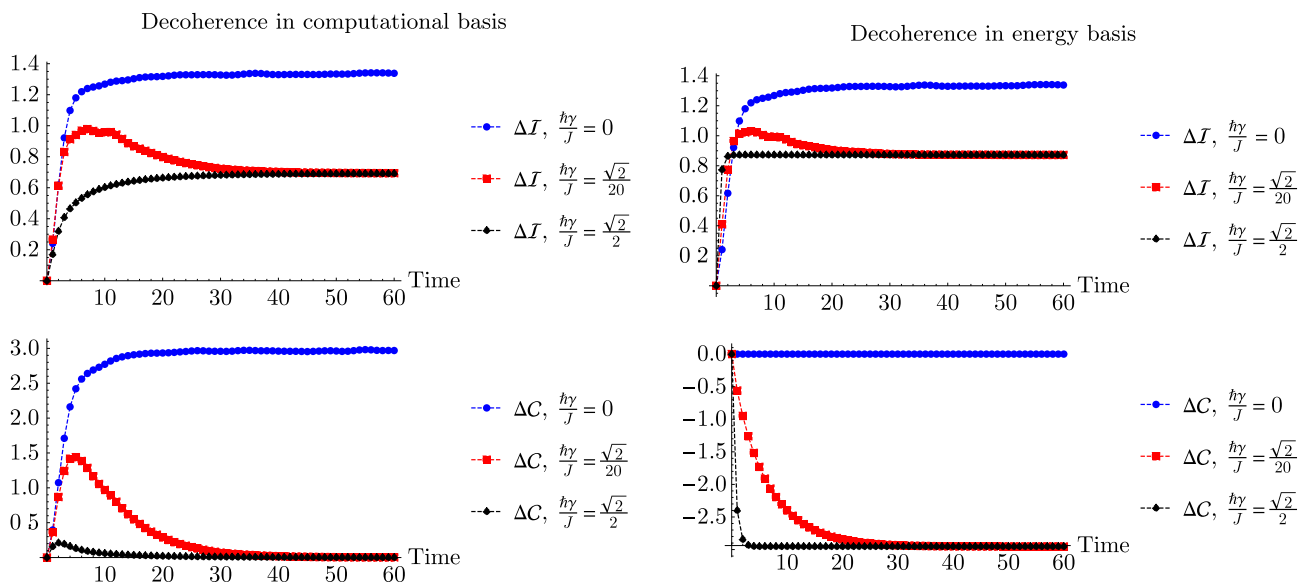 Decoherence in computational basis
1.4
1.2
1.0
0.8
0.6
0.4
0.2
10 20 30 40 50 60
Time
ΔI, ħγ/J = 0
ΔI, ħγ/J = √2/20
ΔI, ħγ/J = √2/2
Decoherence in energy basis
1.4
1.2
1.0
0.8
0.6
0.4
0 2
10 20 30 40 50 60
Time
ΔI, ħγ/J = 0
ΔI, ħγ/J = √2/20
ΔI, ħγ/J = √2/2
3.0
2.5
2.0
1.5
1.0
0 5
10 20 30 40 50 60
Time
ΔC, ħγ/J = 0
ΔC, ħγ/J = √2/20
ΔC, ħγ/J = √2/2
0.0
−0.5
−1.0
−1.5
−2.0
−2.5
10 20 30 40 50 60
Time
ΔC, ħγ/J = 0
ΔC, ħγ/J = √2/20
ΔC, ħγ/J = √2/2